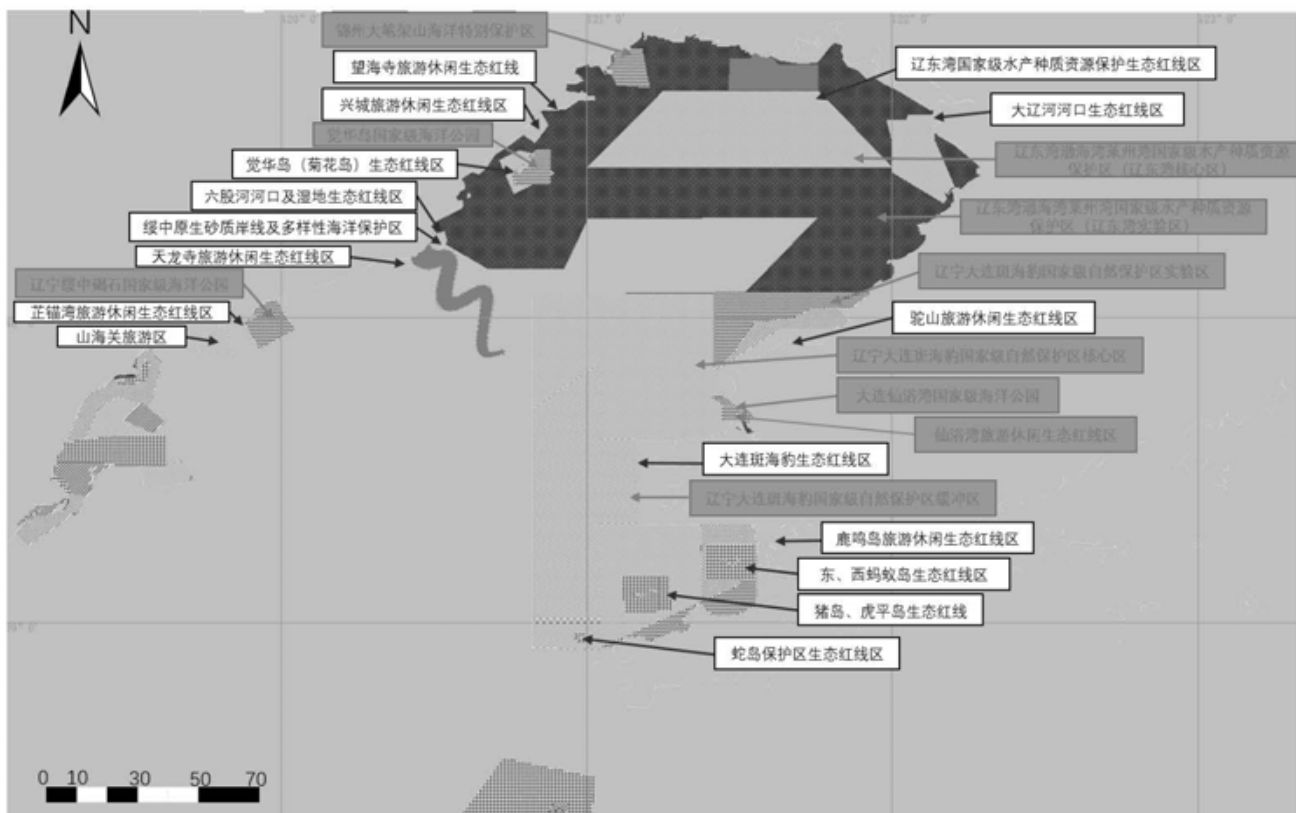 N
120° 0'
121° 0'
122° 0'
123° 0'
锦州大笔架山海洋特别保护区
望海寺旅游休闲生态红线
兴城旅游休闲生态红线区
觉华岛国家级海洋公园
觉华岛（菊花岛）生态红线区
六股河河口及湿地生态红线区
绥中原生砂质岸线及多样性海洋保护区
天龙寺旅游休闲生态红线区
辽宁绥中碣石国家级海洋公园
芷锚湾旅游休闲生态红线区
山海关旅游区
辽东湾国家级水产种质资源保护生态红线区
大辽河河口生态红线区
辽东湾渤海湾莱州湾国家级水产种质资源
保护区（辽东湾核心区）
辽东湾渤海湾莱州湾国家级水产种质资源
保护区（辽东湾实验区）
辽宁大连斑海豹国家级自然保护区实验区
驼山旅游休闲生态红线区
辽宁大连斑海豹国家级自然保护区核心区
大连仙浴湾国家级海洋公园
仙浴湾旅游休闲生态红线区
大连斑海豹生态红线区
辽宁大连斑海豹国家级自然保护区缓冲区
鹿鸣岛旅游休闲生态红线区
东、西蚂蚁岛生态红线区
猪岛、虎平岛生态红线
蛇岛保护区生态红线区
0 10 30 50 70